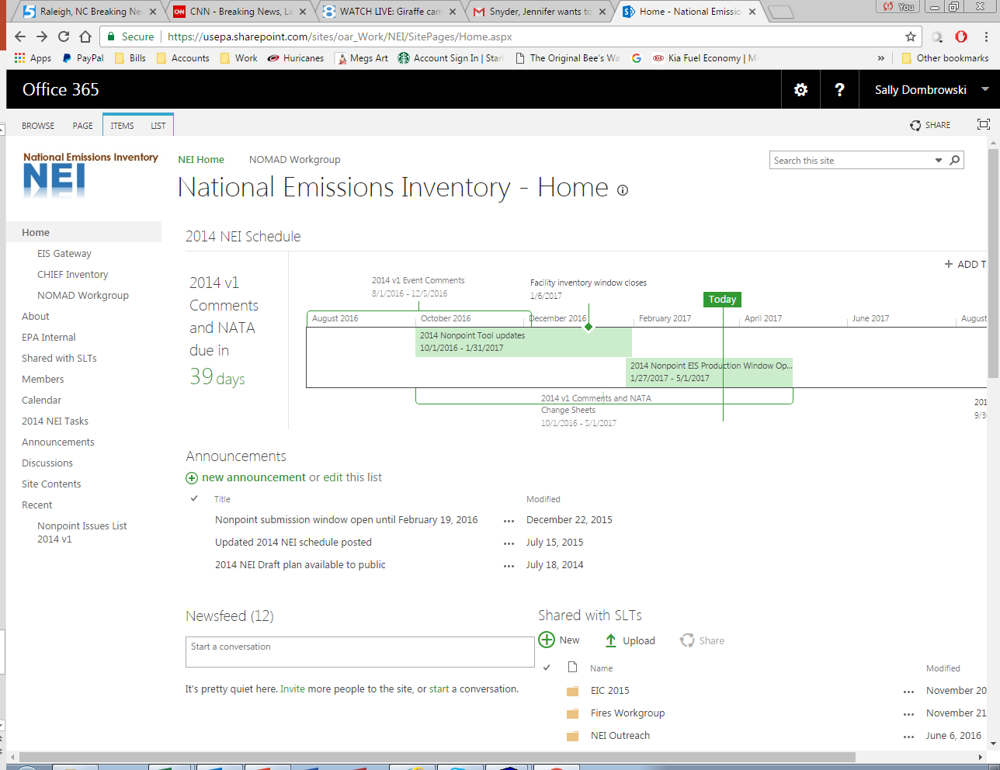 Raleigh, NC Breaking Ne
CNN - Breaking News, La
WATCH LIVE: Giraffe cam
Snyder, Jennifer wants to
Home - National Emissio
You
Secure
https://usepa.sharepoint.com/sites/oar_Work/NEI/SitePages/Home.aspx
Apps
PayPal
Bills
Accounts
Work
Huricanes
Megs Art
Account Sign In | Star
The Original Bee's Wa
Kia Fuel Economy | M
»
Other bookmarks
Office 365
?
Sally Dombrowski
BROWSE
PAGE
ITEMS
LIST
SHARE
National Emissions Inventory
NEI
NEI Home
NOMAD Workgroup
Search this site
National Emissions Inventory - Home
Home
EIS Gateway
CHIEF Inventory
NOMAD Workgroup
About
EPA Internal
Shared with SLTs
Members
Calendar
2014 NEI Tasks
Announcements
Discussions
Site Contents
Recent
Nonpoint Issues List
2014 v1
2014 NEI Schedule
2014 v1
Comments
and NATA
due in
39 days
+ ADD T
2014 v1 Event Comments
8/1/2016 - 12/5/2016
Facility inventory window closes
1/6/2017
Today
August 2016
October 2016
December 2016
February 2017
April 2017
June 2017
August
2014 Nonpoint Tool updates
10/1/2016 - 1/31/2017
2014 Nonpoint EIS Production Window Op...
1/27/2017 - 5/1/2017
2014 v1 Comments and NATA
Change Sheets
10/1/2016 - 5/1/2017
201
9/3
Announcements
new announcement or edit this list
Title
Modified
Nonpoint submission window open until February 19, 2016
...
December 22, 2015
Updated 2014 NEI schedule posted
...
July 15, 2015
2014 NEI Draft plan available to public
...
July 18, 2014
Newsfeed (12)
Start a conversation
It's pretty quiet here. Invite more people to the site, or start a conversation.
Shared with SLTs
New
Upload
Share
Name
Modified
EIC 2015
...
November 20
Fires Workgroup
...
November 21
NEI Outreach
...
June 6, 2016